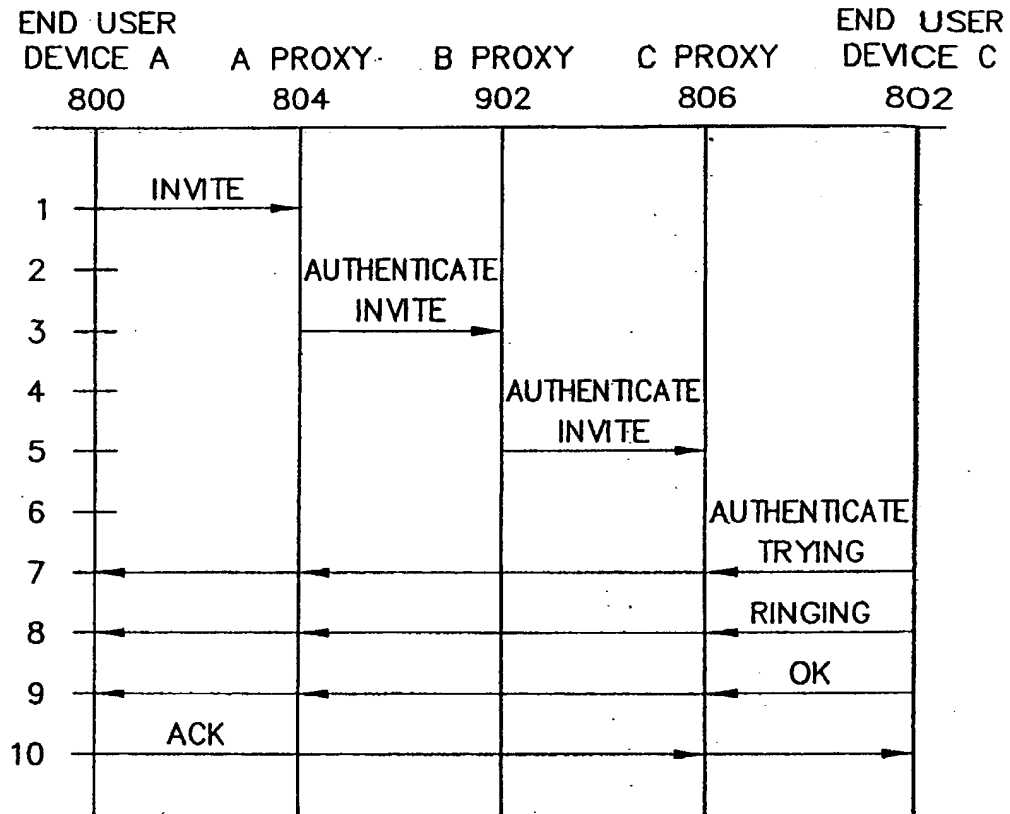 END USER DEVICE A
A PROXY
B PROXY
C PROXY
END USER DEVICE C
800
804
902
806
802
1
INVITE
2
AUTHENTICATE
INVITE
3
4
AUTHENTICATE
INVITE
5
6
AUTHENTICATE
TRYING
7
RINGING
8
OK
9
ACK
10